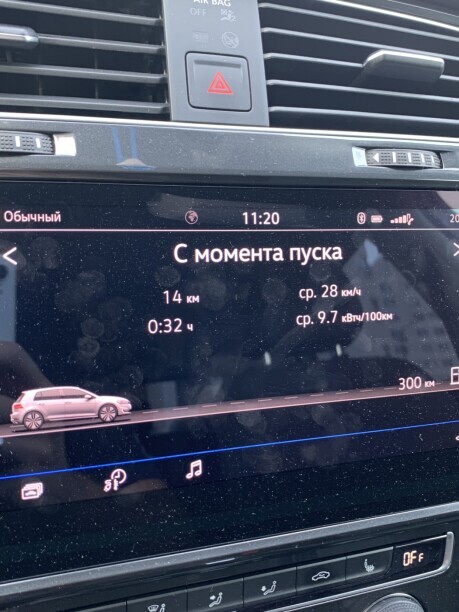 AIR BAG
OFF
Обычный 11:20 20
С момента пуска
14 км ср. 28 км/ч
0:32 ч ср. 9.7 кВтч/100км
300 км
OFF